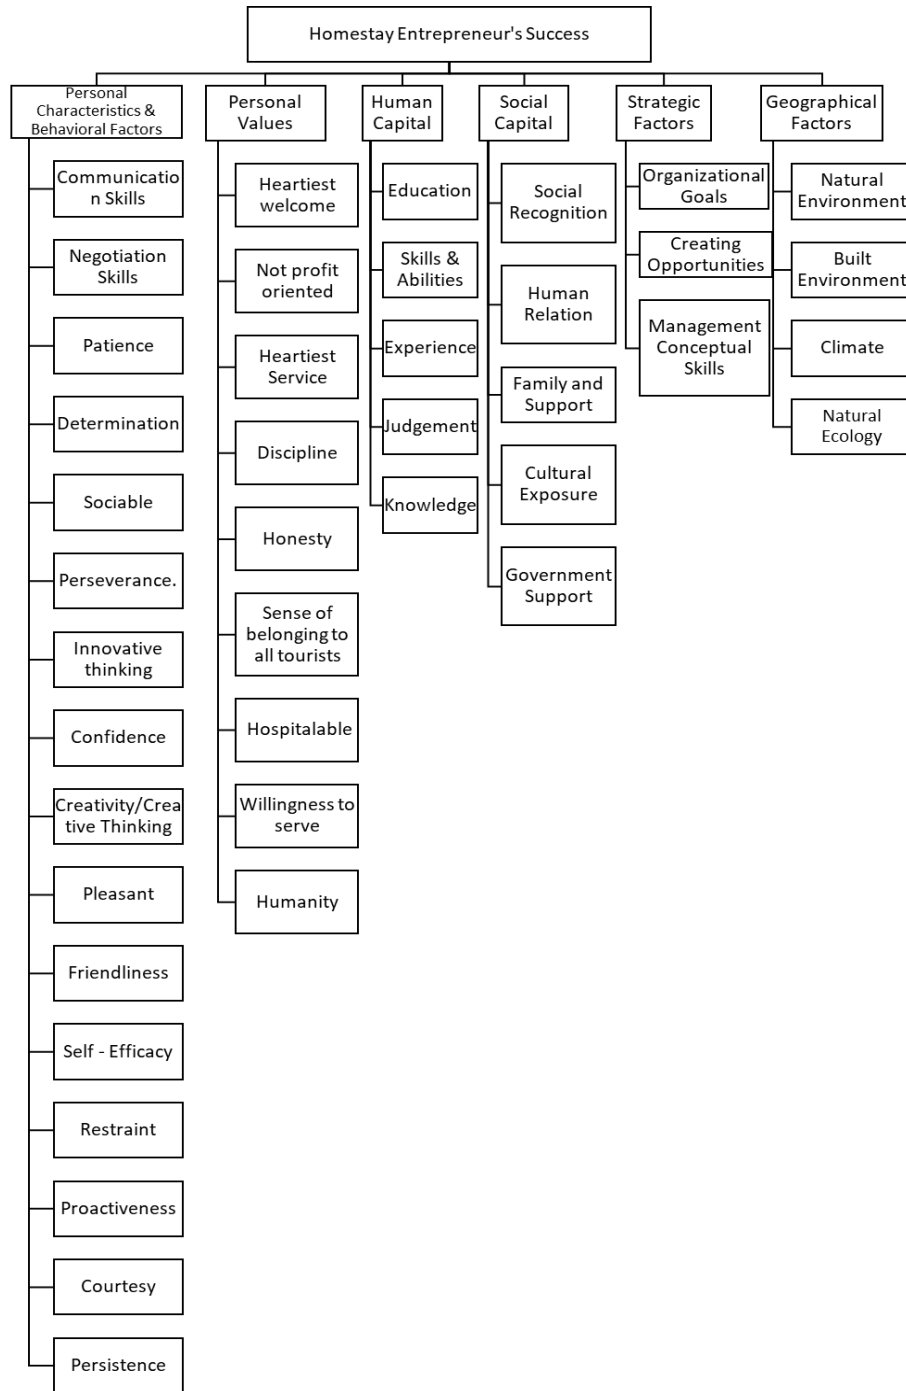 Homestay Entrepreneur's Success
Personal
Characteristics &
Behavioral Factors
Communicatio
n Skills
Negotiation
Skills
Patience
Determination
Sociable
Perseverance.
Innovative
thinking
Confidence
Creativity/Crea
tive Thinking
Pleasant
Friendliness
Self - Efficacy
Restraint
Proactiveness
Courtesy
Persistence
Personal
Values
Heartiest
welcome
Not profit
oriented
Heartiest
Service
Discipline
Honesty
Sense of
belonging to
all tourists
Hospitalable
Willingness to
serve
Humanity
Human
Capital
Education
Skills &
Abilities
Experience
Judgement
Knowledge
Social
Capital
Social
Recognition
Human
Relation
Family and
Support
Cultural
Exposure
Government
Support
Strategic
Factors
Organizational
Goals
Creating
Opportunities
Management
Conceptual
Skills
Geographical
Factors
Natural
Environment
Built
Environment
Climate
Natural
Ecology